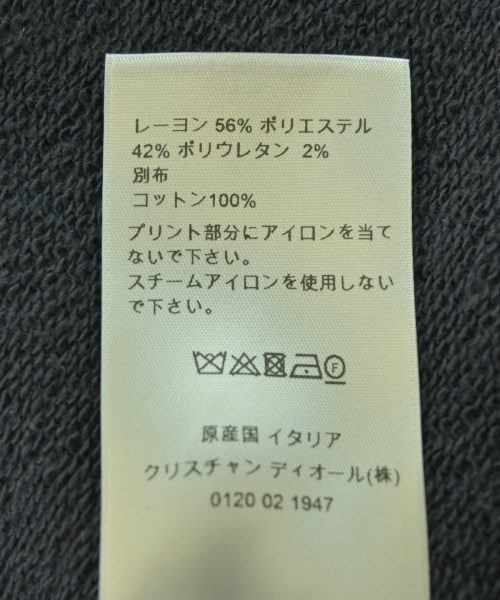 レーヨン 56% ポリエステル
42% ポリウレタン 2%
別布
コットン100%
プリント部分にアイロンを当て
ないで下さい。
スチームアイロンを使用しない
で下さい。
F
原産国 イタリア
クリスチャン ディオール(株)
0120 02 1947